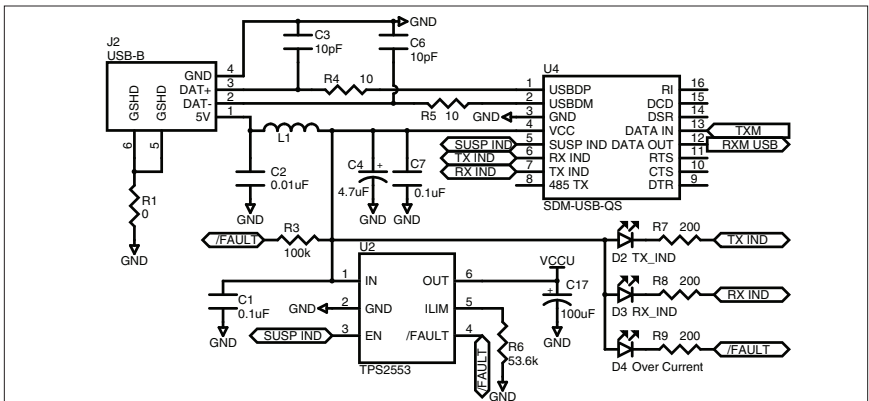 GND
C3
10pF
C6
10pF
J2
USB-B
GND 4
DAT+ 3
DAT- 2
5V 1
GSHD
GSHD
6 5
R4 10
R5 10
GND
U4
1 USBDP
2 USBDM
3 GND
4 VCC
5 SUSP IND
6 RX IND
7 TX IND
8 485 TX
RI 16
DCD 15
DSR 14
DATA IN 13
DATA OUT 12
RTS 11
CTS 10
DTR 9
SDM-USB-QS
TXM
RXM USB
SUSP IND
TX IND
RX IND
L1
C2
0.01uF
GND
C4
+
4.7uF
GND
C7
0.1uF
GND
R1
0
GND
/FAULT
R3
100k
C1
0.1uF
GND
GND
SUSP IND
U2
1 IN
2 GND
3 EN
OUT 6
ILIM 5
/FAULT 4
TPS2553
/FAULT
R6
53.6k
GND
VCCU
+
C17
100uF
GND
R7 200
D2 TX_IND
TX IND
R8 200
D3 RX_IND
RX IND
R9 200
D4 Over Current
/FAULT